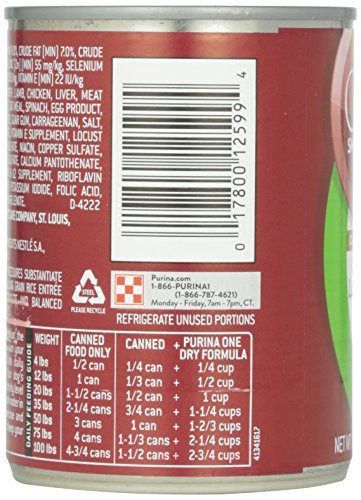 CRUDE FAT (MIN) 7.0%, CRUDE
(MIN) 55 mg/kg, SELENIUM
VITAMIN E (MIN) 22 IU/kg
LAMB, CHICKEN, LIVER, MEAT
MEAL, SPINACH, EGG PRODUCT,
GUAR GUM, CARRAGEENAN, SALT,
VITAMIN E SUPPLEMENT, LOCUST
NIACIN, COPPER SULFATE,
CALCIUM PANTOTHENATE,
SUPPLEMENT, RIBOFLAVIN
POTASSIUM IODIDE, FOLIC ACID,
D-4222
COMPANY, ST. LOUIS,
NESTLÉ S.A.
PROCEDURES SUBSTANTIATE
LONG GRAIN RICE ENTRÉE
AND BALANCED
0 17800 12599 4
STEEL
PLEASE RECYCLE
Purina.com
1-866-PURINA1
(1-866-787-4621)
Monday - Friday, 7am - 7pm, CT.
REFRIGERATE UNUSED PORTIONS
DAILY FEEDING GUIDE
WEIGHT CANNED FOOD ONLY CANNED + PURINA ONE DRY FORMULA
lbs 1/2 can 1/4 can + 1/4 cup
lbs 1 can 1/3 can + 1/2 cup
lbs 1-1/2 cans 1/2 can + 1 cup
lbs 2-1/4 cans 3/4 can + 1-1/4 cups
lbs 3 cans 1 can + 1-2/3 cups
lbs 4 cans 1-1/3 cans + 2-1/4 cups
100 lbs 4-3/4 cans 1-1/2 cans + 2-3/4 cups
41341617
NET